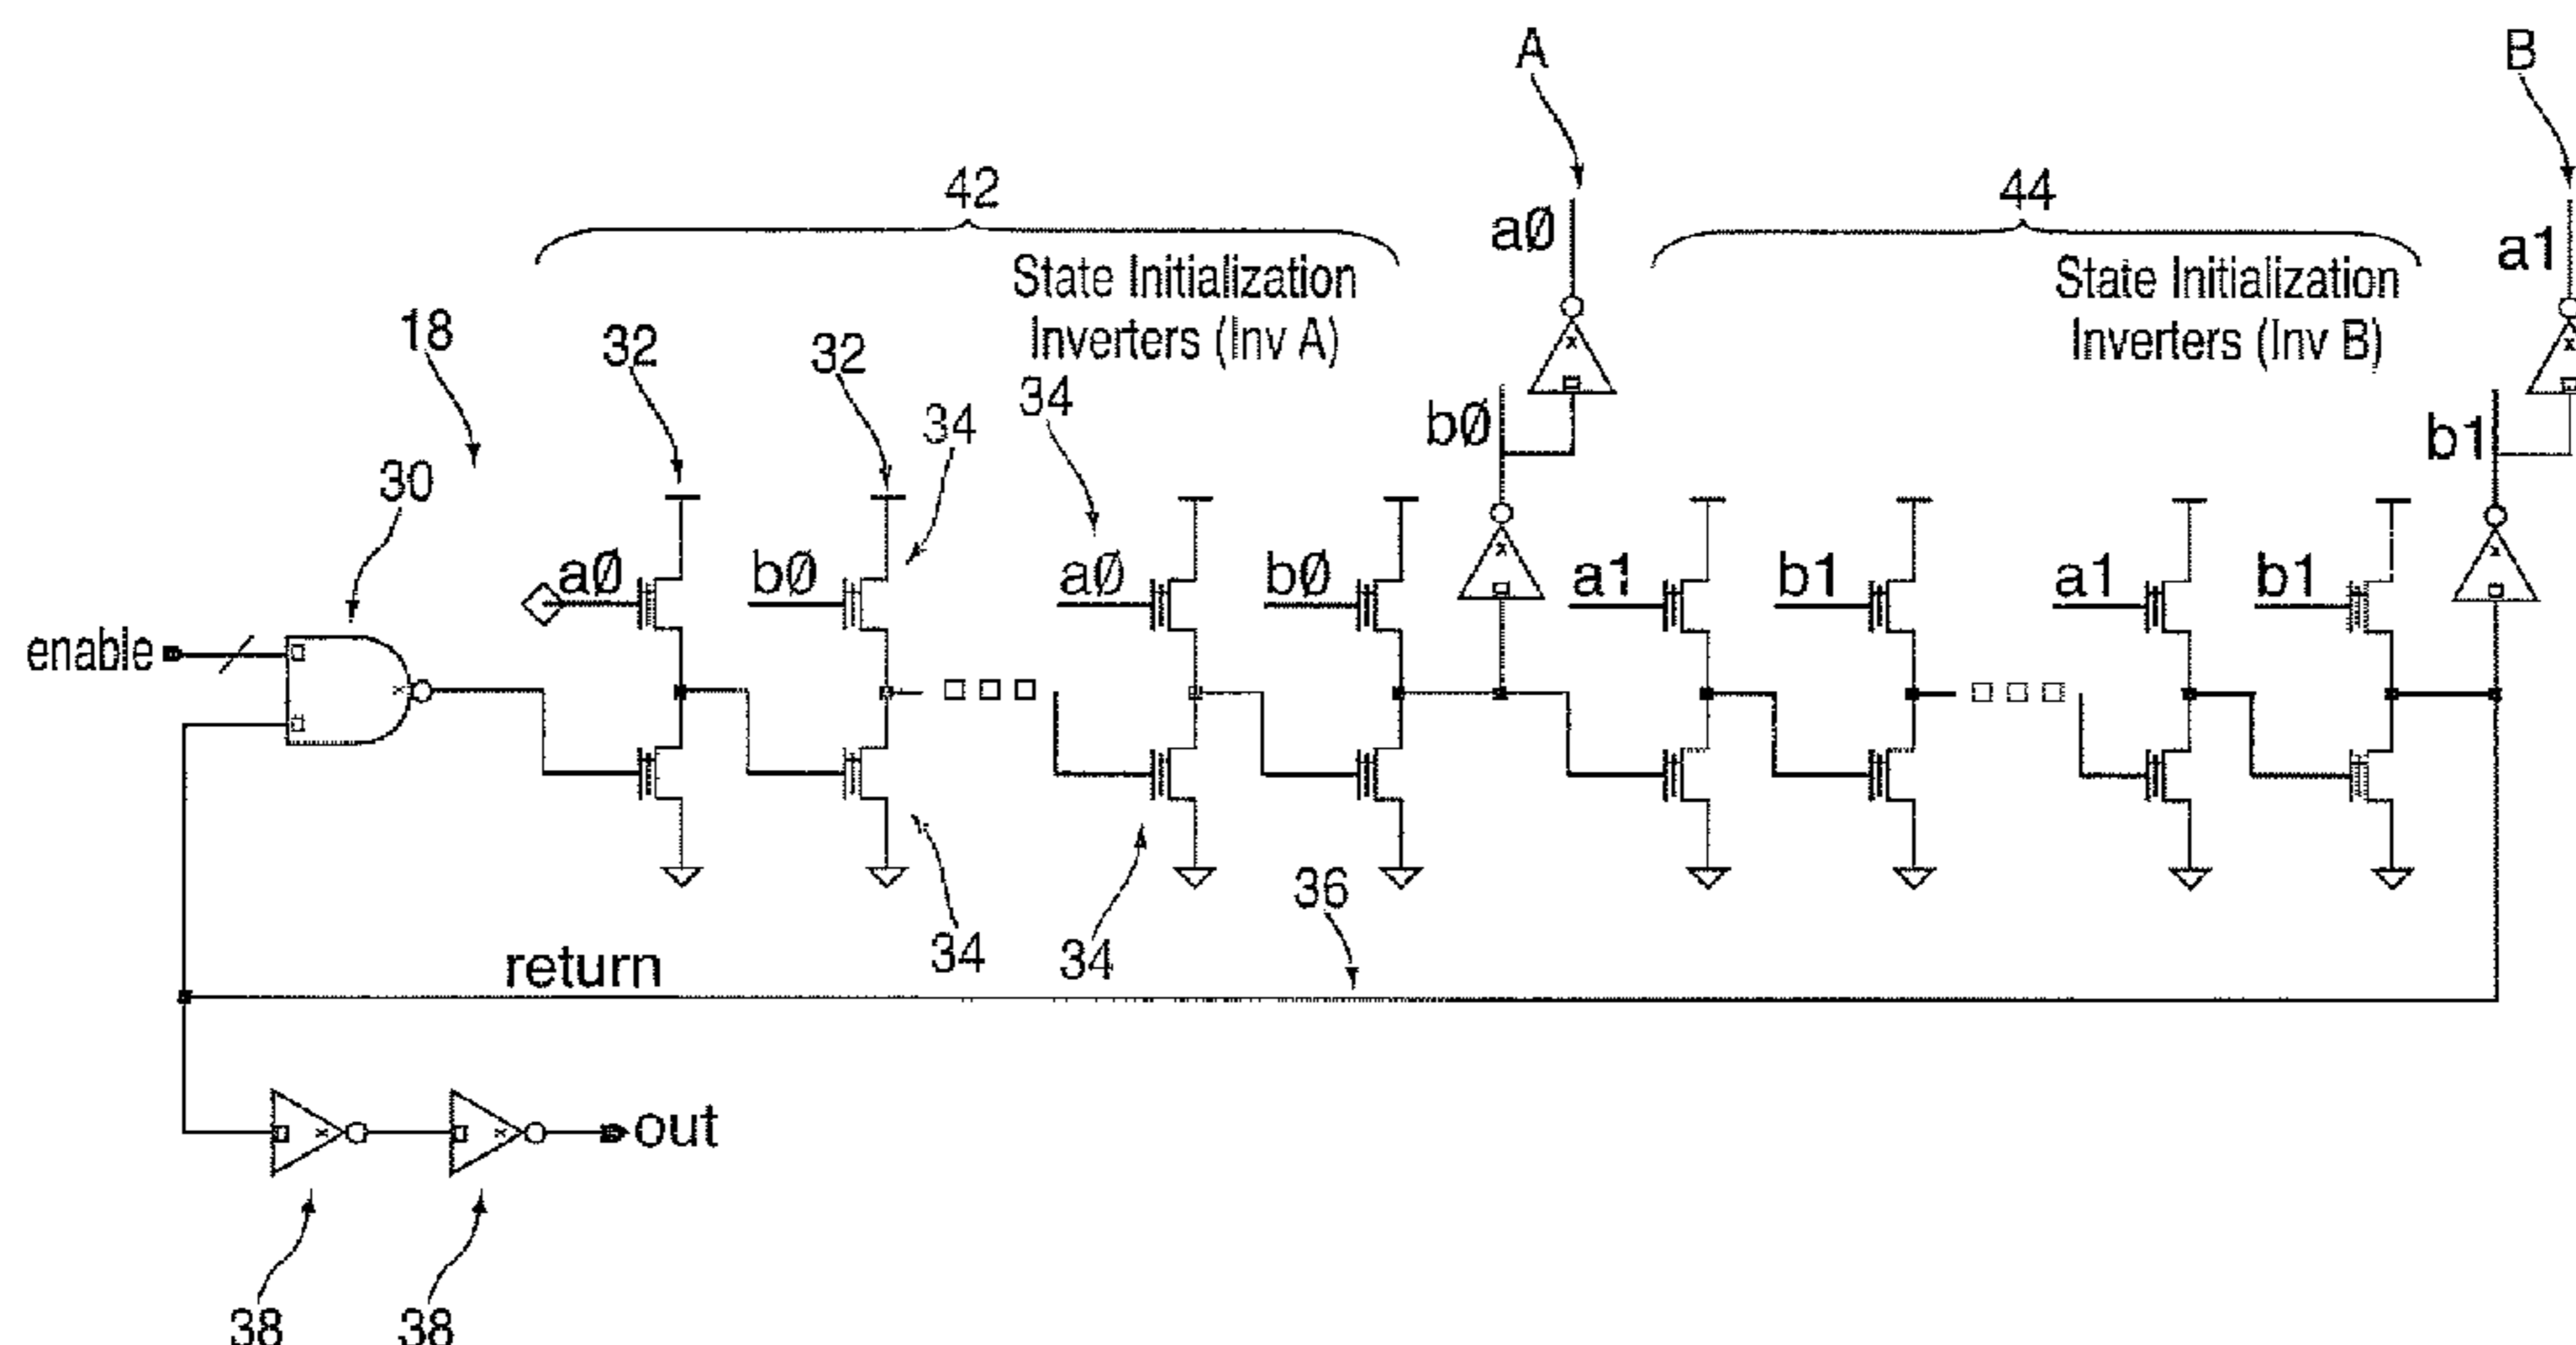 A
B
42
44
a0
a1
State Initialization
Inverters (Inv A)
State Initialization
Inverters (Inv B)
18
32
32
34
34
b0
b1
30
a0
b0
a0
b0
a1
b1
a1
b1
enable
36
34
34
return
out
38
38